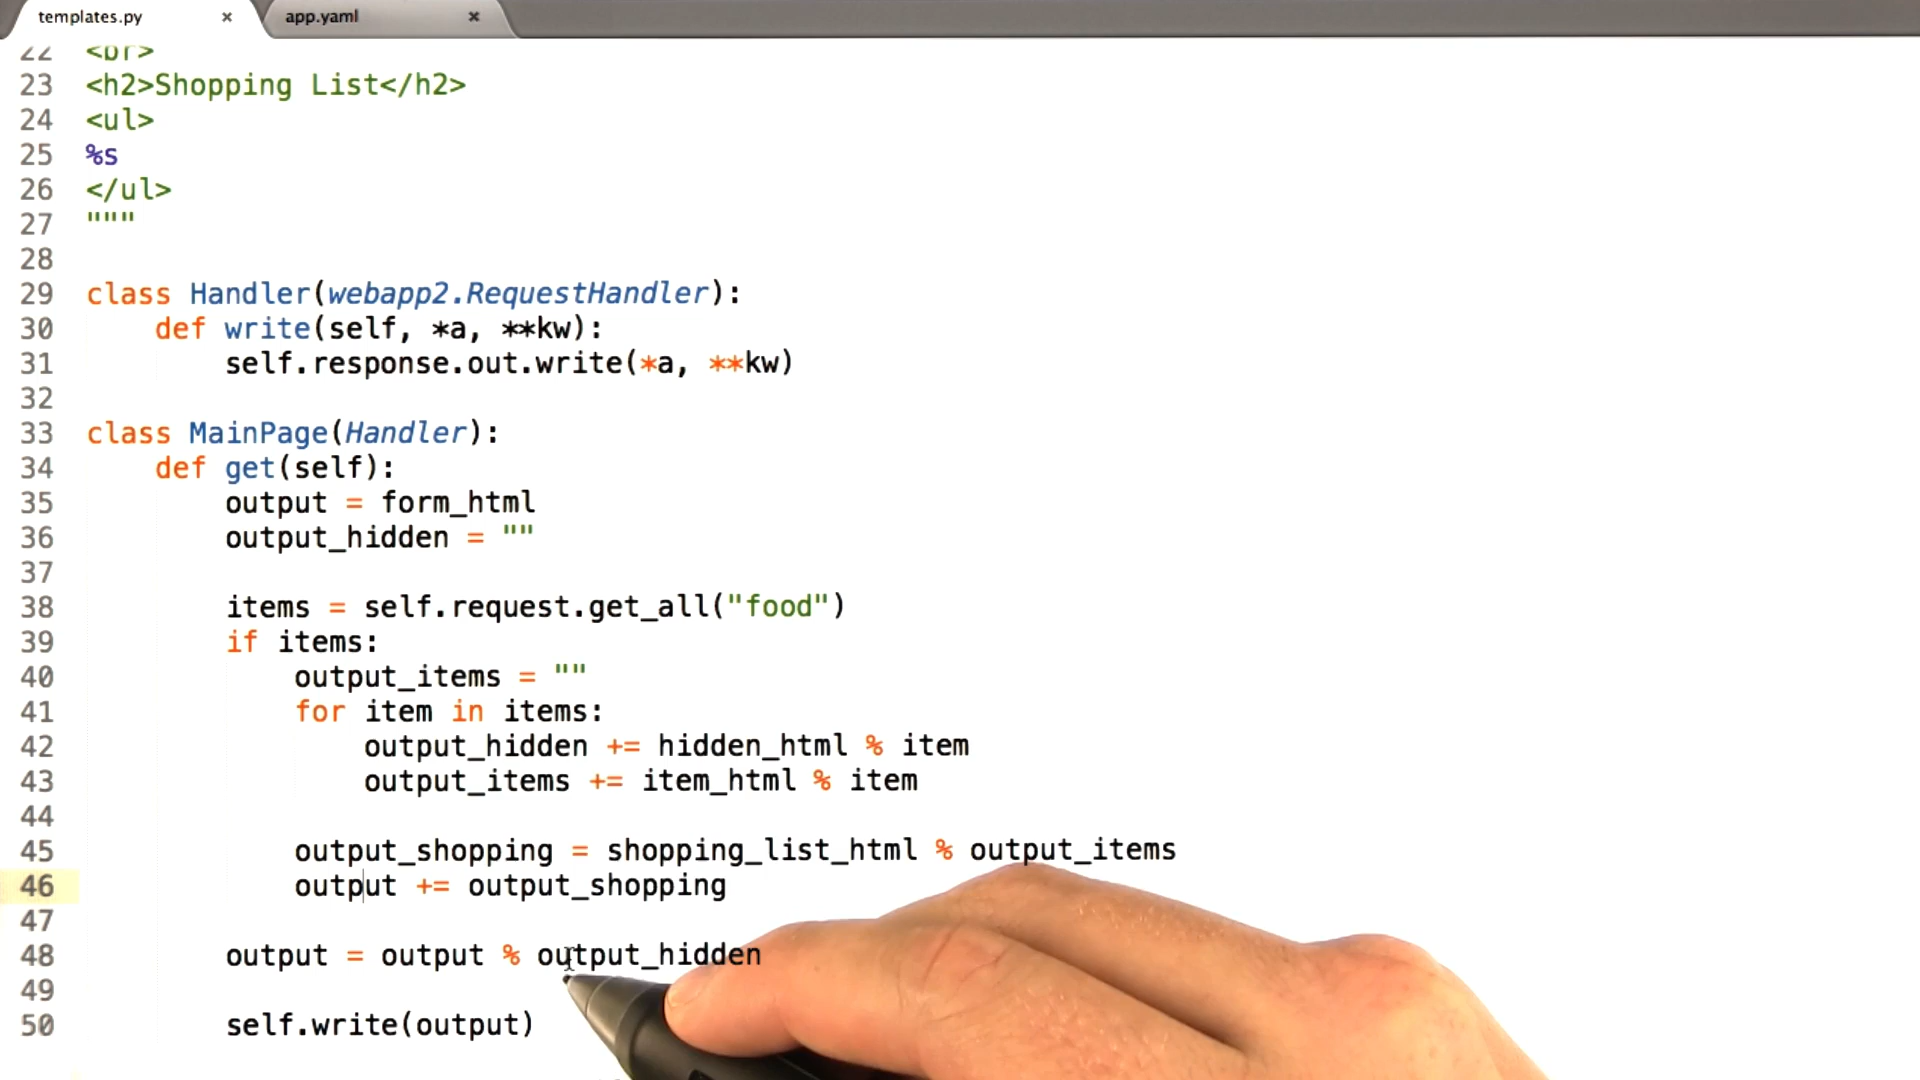 templates.py × app.yaml ×
22 <br>
23 <h2>Shopping List</h2>
24 <ul>
25 %s
26 </ul>
27 """
28
29 class Handler(webapp2.RequestHandler):
30     def write(self, *a, **kw):
31         self.response.out.write(*a, **kw)
32
33 class MainPage(Handler):
34     def get(self):
35         output = form_html
36         output_hidden = ""
37
38         items = self.request.get_all("food")
39         if items:
40             output_items = ""
41             for item in items:
42                 output_hidden += hidden_html % item
43                 output_items += item_html % item
44
45             output_shopping = shopping_list_html % output_items
46             output += output_shopping
47
48         output = output % output_hidden
49
50         self.write(output)